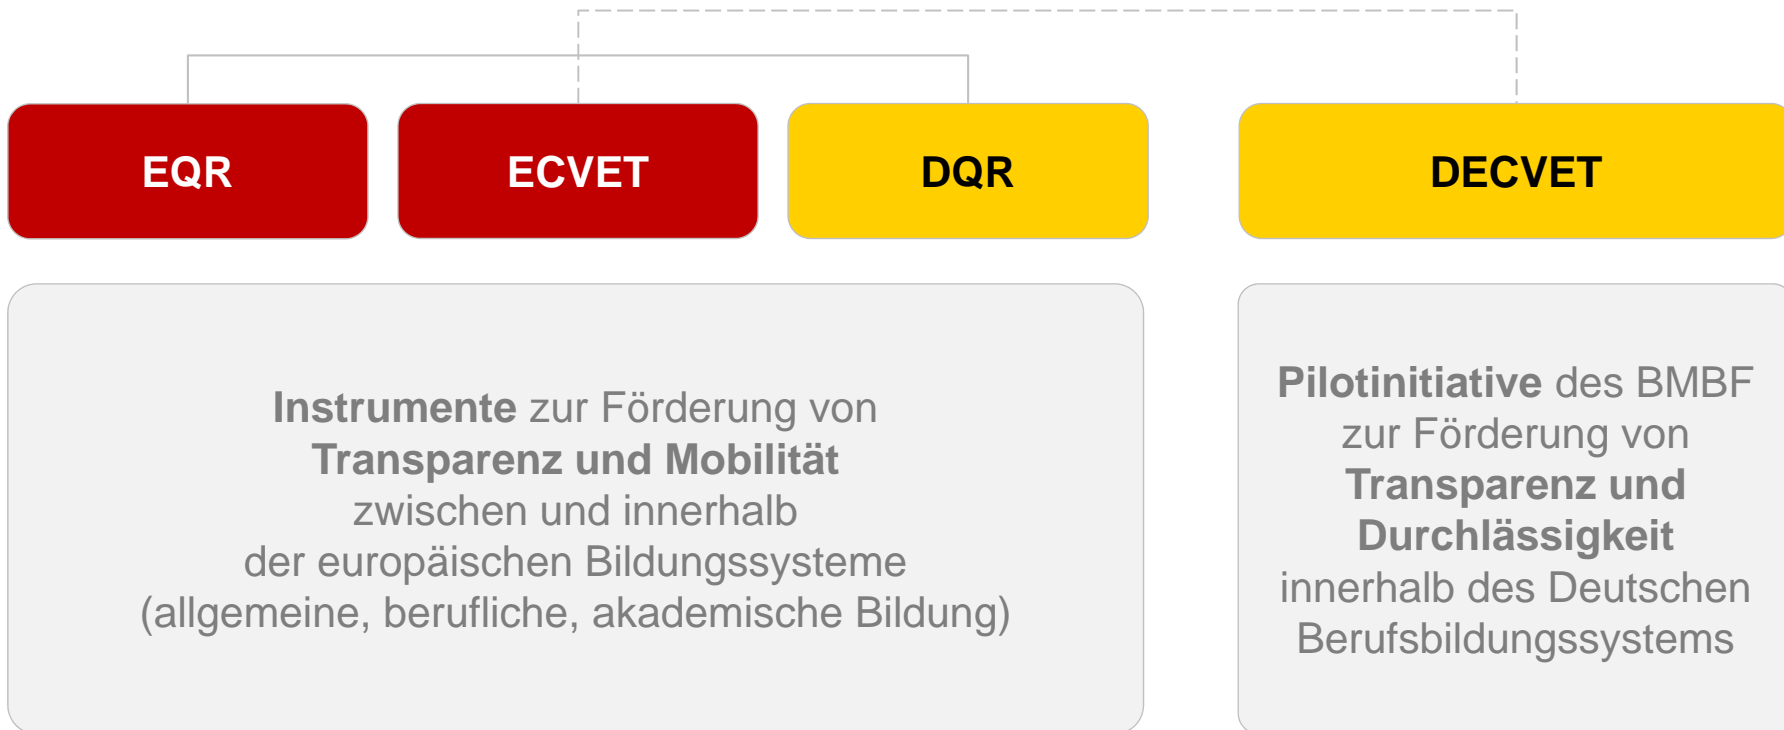 EQR
ECVET
DQR
DECVET
Instrumente zur Förderung von
Transparenz und Mobilität
zwischen und innerhalb
der europäischen Bildungssysteme
(allgemeine, berufliche, akademische Bildung)
Pilotinitiative des BMBF
zur Förderung von
Transparenz und
Durchlässigkeit
innerhalb des Deutschen
Berufsbildungssystems